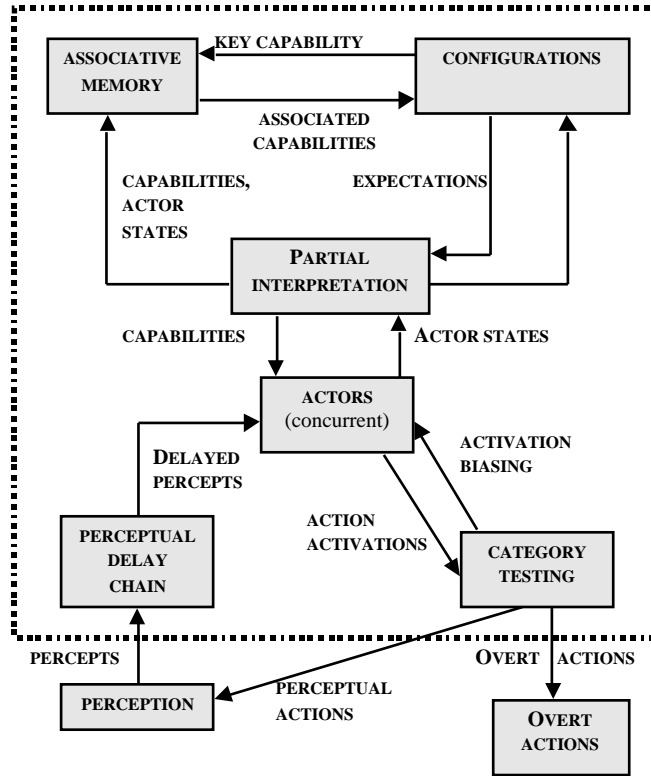 KEY CAPABILITY
ASSOCIATIVE
MEMORY
CONFIGURATIONS
ASSOCIATED
CAPABILITIES
CAPABILITIES,
ACTOR
STATES
EXPECTATIONS
PARTIAL
INTERPRETATION
CAPABILITIES
ACTOR STATES
ACTORS
(concurrent)
DELAYED
PERCEPTS
ACTIVATION
BIASING
ACTION
ACTIVATIONS
PERCEPTUAL
DELAY
CHAIN
CATEGORY
TESTING
PERCEPTS
OVERT ACTIONS
PERCEPTUAL
ACTIONS
PERCEPTION
OVERT
ACTIONS